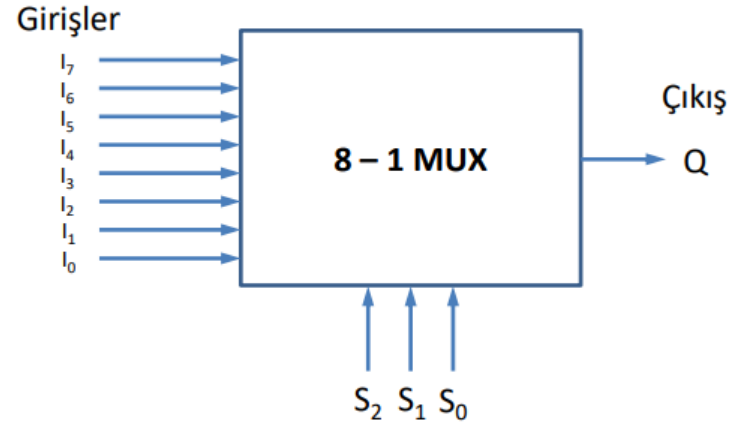 Girişler
I7
I6
I5
I4
I3
I2
I1
I0
8 – 1 MUX
Çıkış
Q
S2 S1 S0